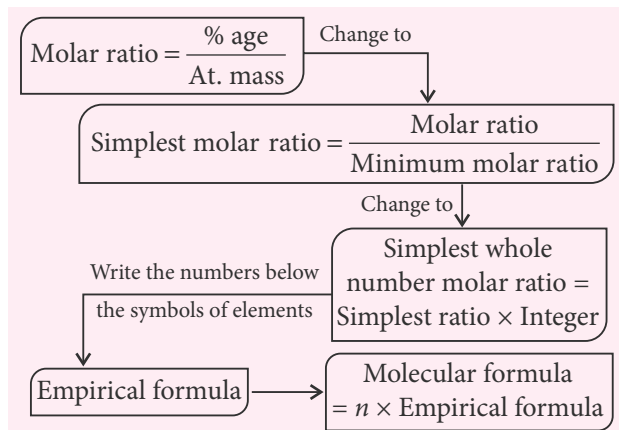 Molar ratio = % age / At. mass
Change to
Simplest molar ratio = Molar ratio / Minimum molar ratio
Change to
Simplest whole
number molar ratio =
Simplest ratio × Integer
Write the numbers below
the symbols of elements
Empirical formula
Molecular formula
= n × Empirical formula